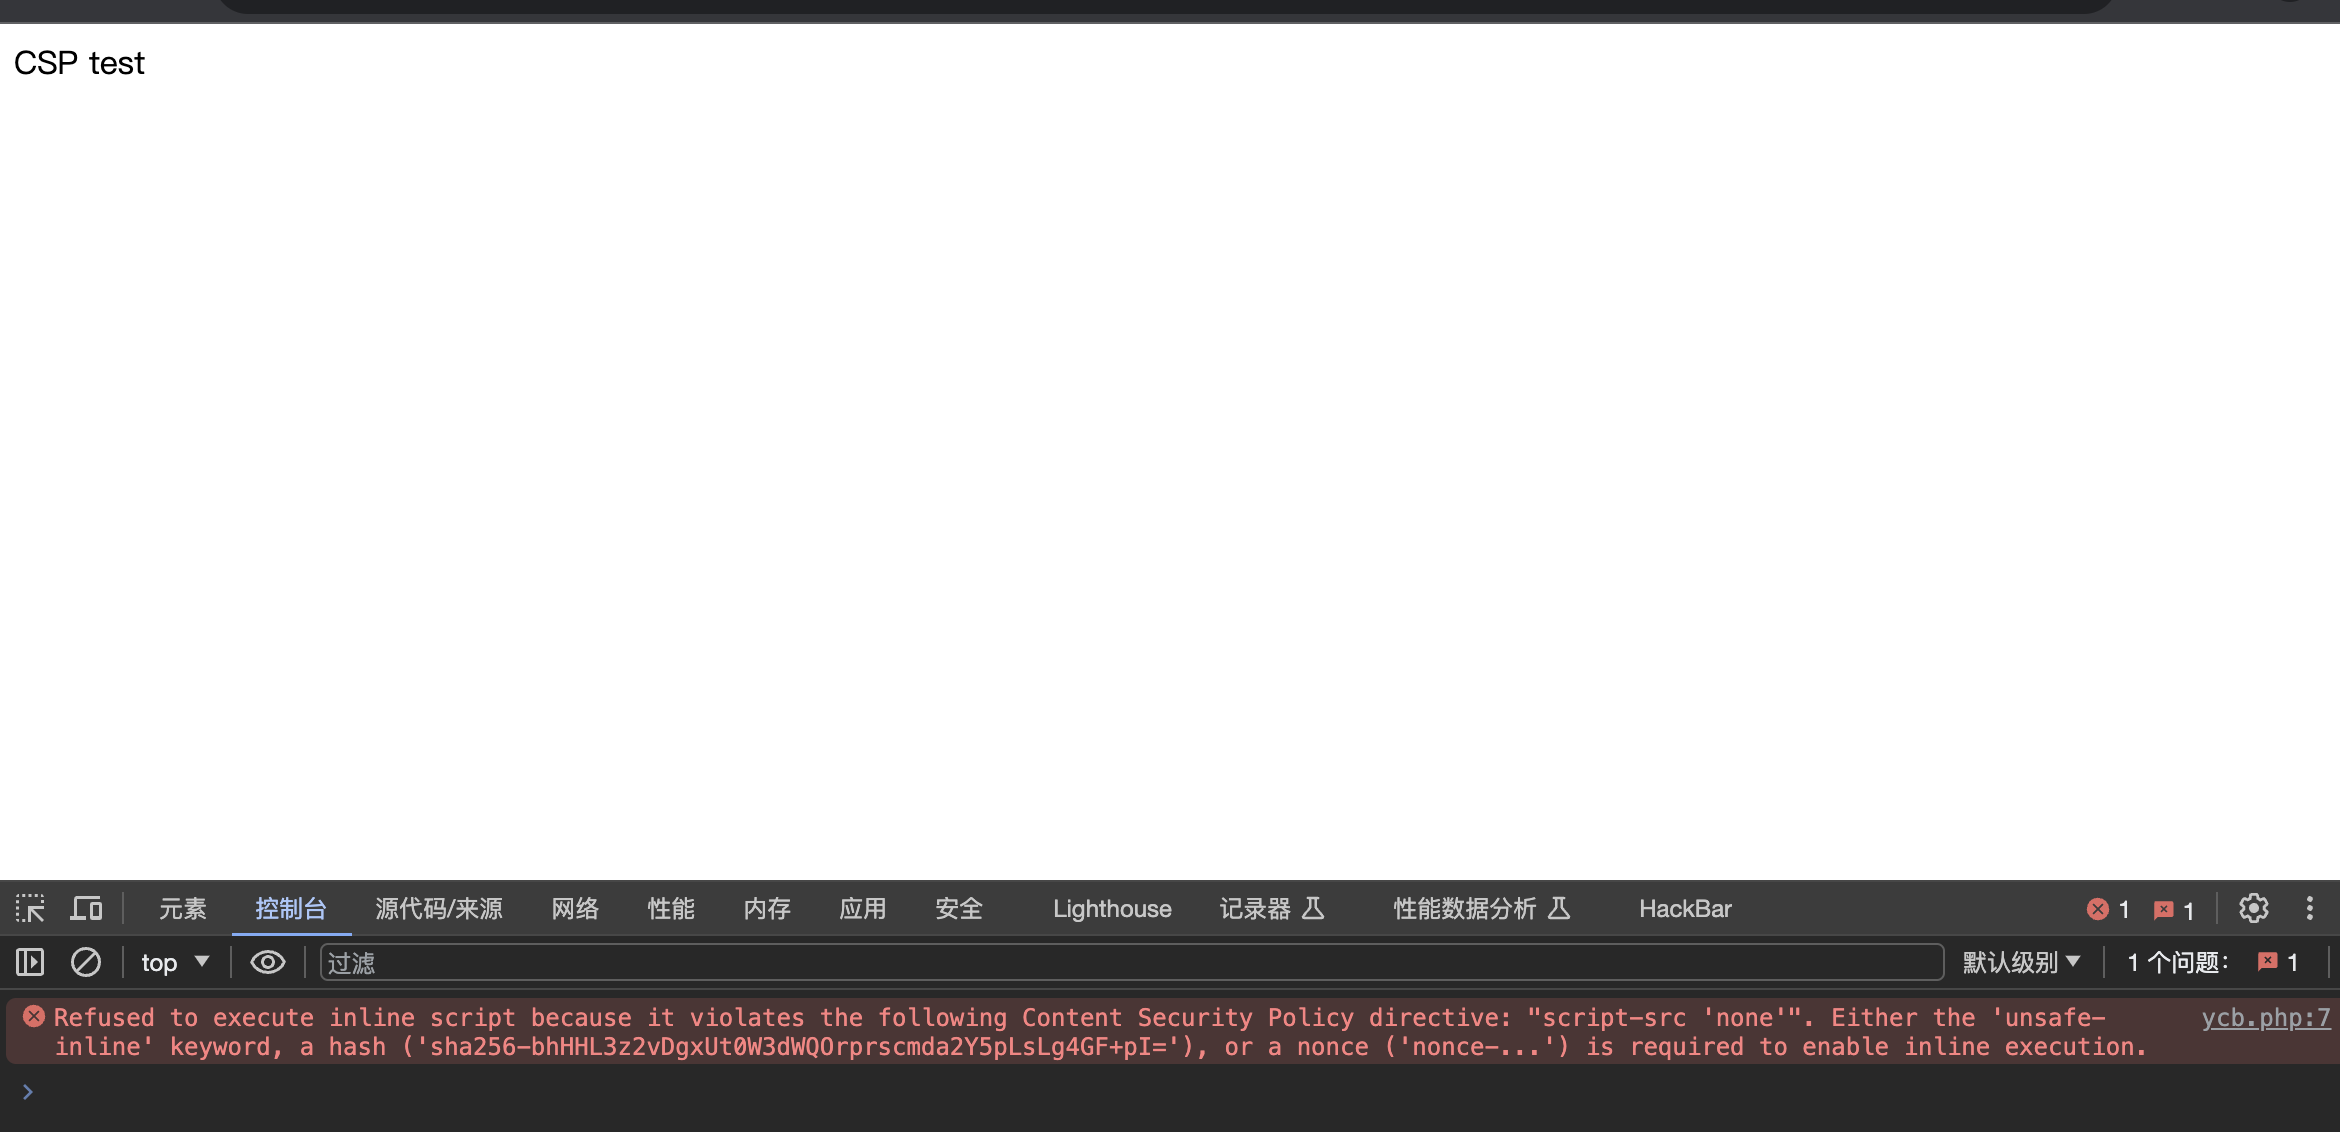 CSP test
元素 控制台 源代码/来源 网络 性能 内存 应用 安全 Lighthouse 记录器 性能数据分析 HackBar 1 1
top 过滤 默认级别 1 个问题: 1
Refused to execute inline script because it violates the following Content Security Policy directive: "script-src 'none'". Either the 'unsafe- ycb.php:7
inline' keyword, a hash ('sha256-bhHHL3z2vDgxUt0W3dWQOrprscmda2Y5pLsLg4GF+pI='), or a nonce ('nonce-...') is required to enable inline execution.